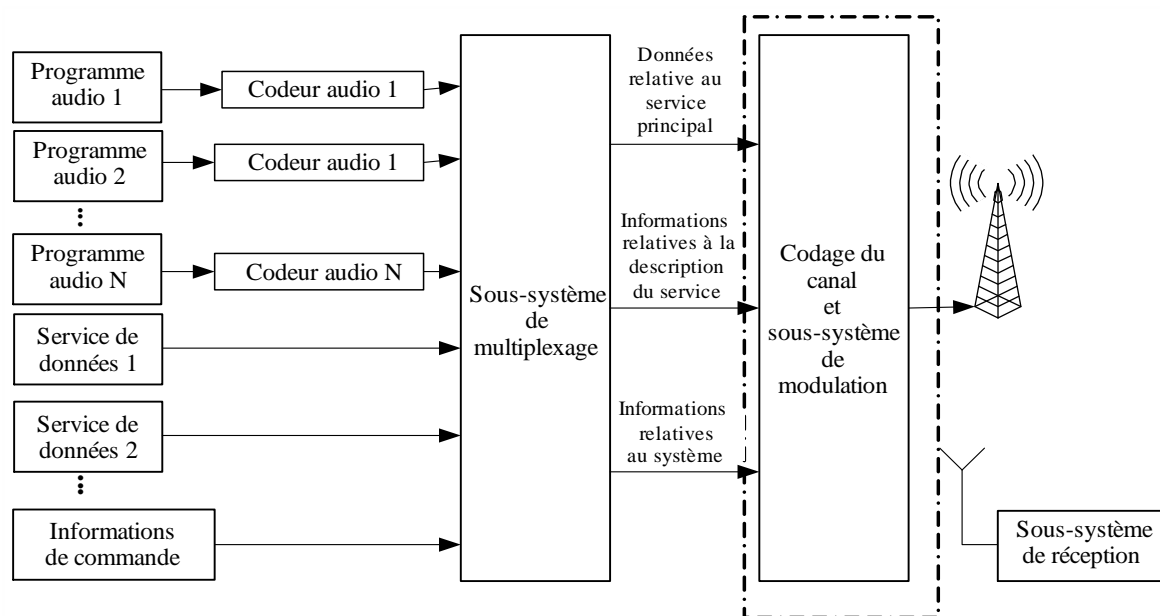 Programme
audio 1
Codeur audio 1
Programme
audio 2
Codeur audio 1
Programme
audio N
Codeur audio N
Service de
données 1
Service de
données 2
Informations
de commande
Sous-système
de
multiplexage
Données
relative au
service
principal
Informations
relatives à la
description
du service
Informations
relatives
au système
Codage du
canal
et
sous-système
de
modulation
Sous-système
de réception